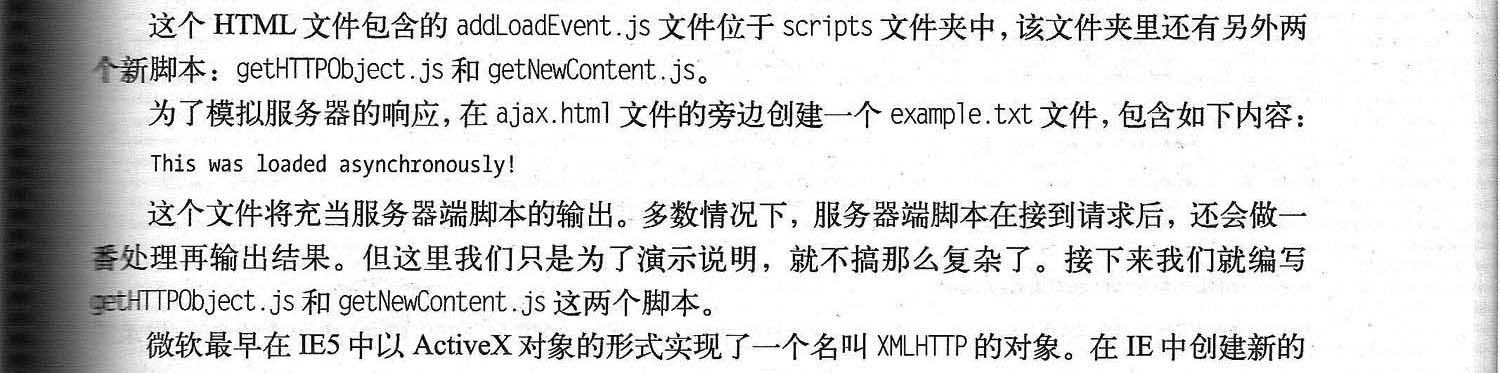 这个 HTML 文件包含的 addLoadEvent.js 文件位于 scripts 文件夹中，该文件夹里还有另外两
个新脚本：getHTTPObject.js 和 getNewContent.js。
为了模拟服务器的响应，在 ajax.html 文件的旁边创建一个 example.txt 文件，包含如下内容：
This was loaded asynchronously!
这个文件将充当服务器端脚本的输出。多数情况下，服务器端脚本在接到请求后，还会做一
番处理再输出结果。但这里我们只是为了演示说明，就不搞那么复杂了。接下来我们就编写
getHTTPObject.js 和 getNewContent.js 这两个脚本。
微软最早在 IE5 中以 ActiveX 对象的形式实现了一个名叫 XMLHTTP 的对象。在 IE 中创建新的